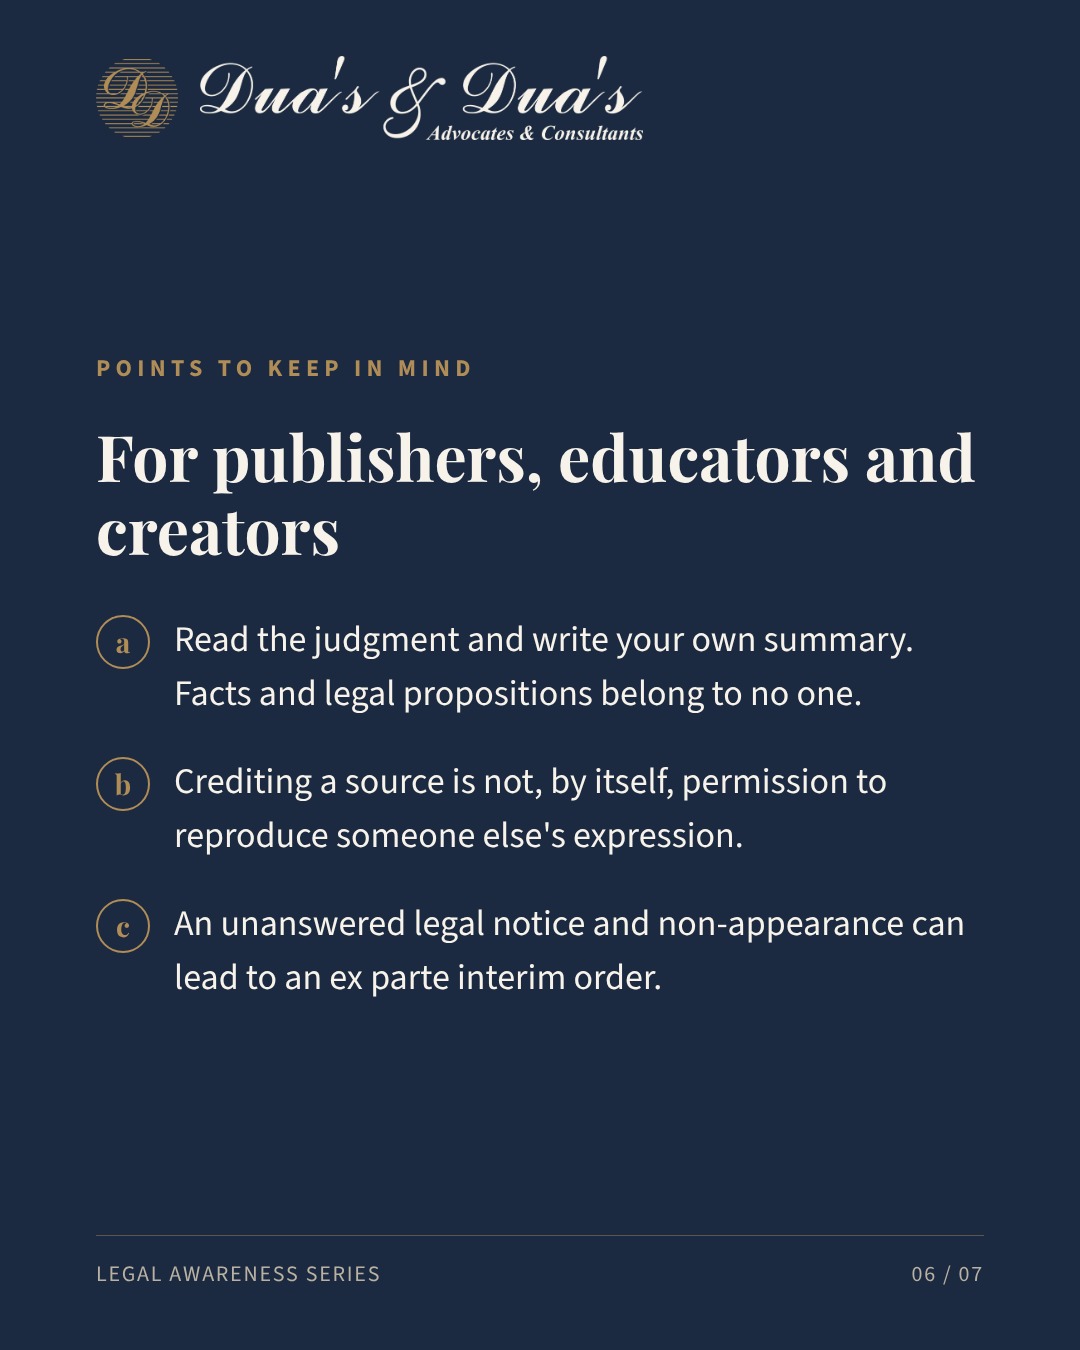 DD Dua's & Dua's
Advocates & Consultants
POINTS TO KEEP IN MIND
For publishers, educators and
creators
a Read the judgment and write your own summary.
Facts and legal propositions belong to no one.
b Crediting a source is not, by itself, permission to
reproduce someone else's expression.
c An unanswered legal notice and non-appearance can
lead to an ex parte interim order.
LEGAL AWARENESS SERIES 06 / 07